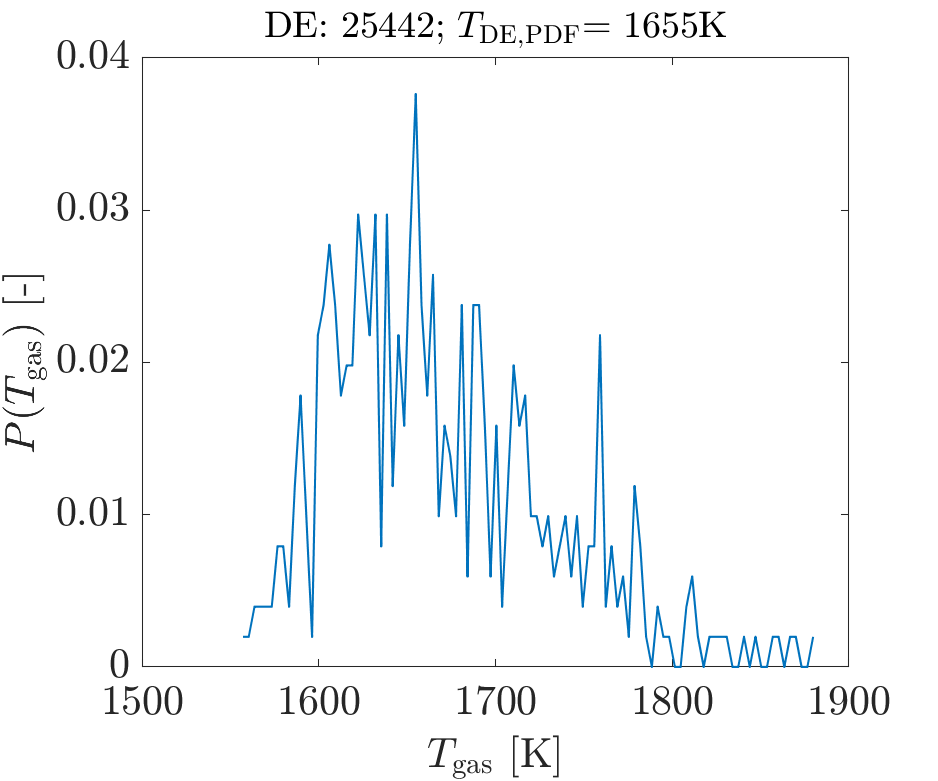 DE: 25442; T_DE,PDF= 1655K
0.04
0.03
0.02
0.01
0
P(T_gas) [-]
1500 1600 1700 1800 1900
T_gas [K]